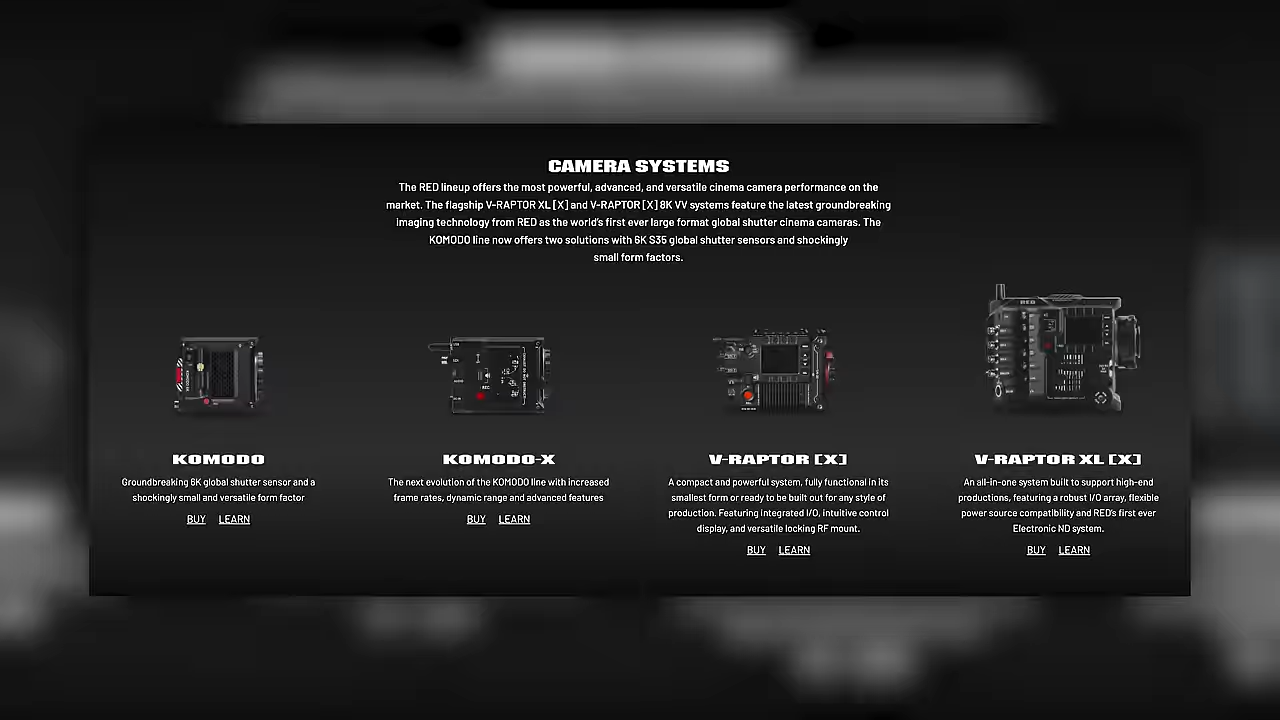 CAMERA SYSTEMS
The RED lineup offers the most powerful, advanced, and versatile cinema camera performance on the
market. The flagship V-RAPTOR XL [X] and V-RAPTOR [X] 8K VV systems feature the latest groundbreaking
imaging technology from RED as the world's first ever large format global shutter cinema cameras. The
KOMODO line now offers two solutions with 6K S35 global shutter sensors and shockingly
small form factors.
KOMODO
Groundbreaking 6K global shutter sensor and a
shockingly small and versatile form factor
BUY LEARN
KOMODO-X
The next evolution of the KOMODO line with increased
frame rates, dynamic range and advanced features
BUY LEARN
V-RAPTOR [X]
A compact and powerful system, fully functional in its
smallest form or ready to be built out for any style of
production. Featuring integrated I/O, intuitive control
display, and versatile locking RF mount.
BUY LEARN
V-RAPTOR XL [X]
An all-in-one system built to support high-end
productions, featuring a robust I/O array, flexible
power source compatibility and RED's first ever
Electronic ND system.
BUY LEARN